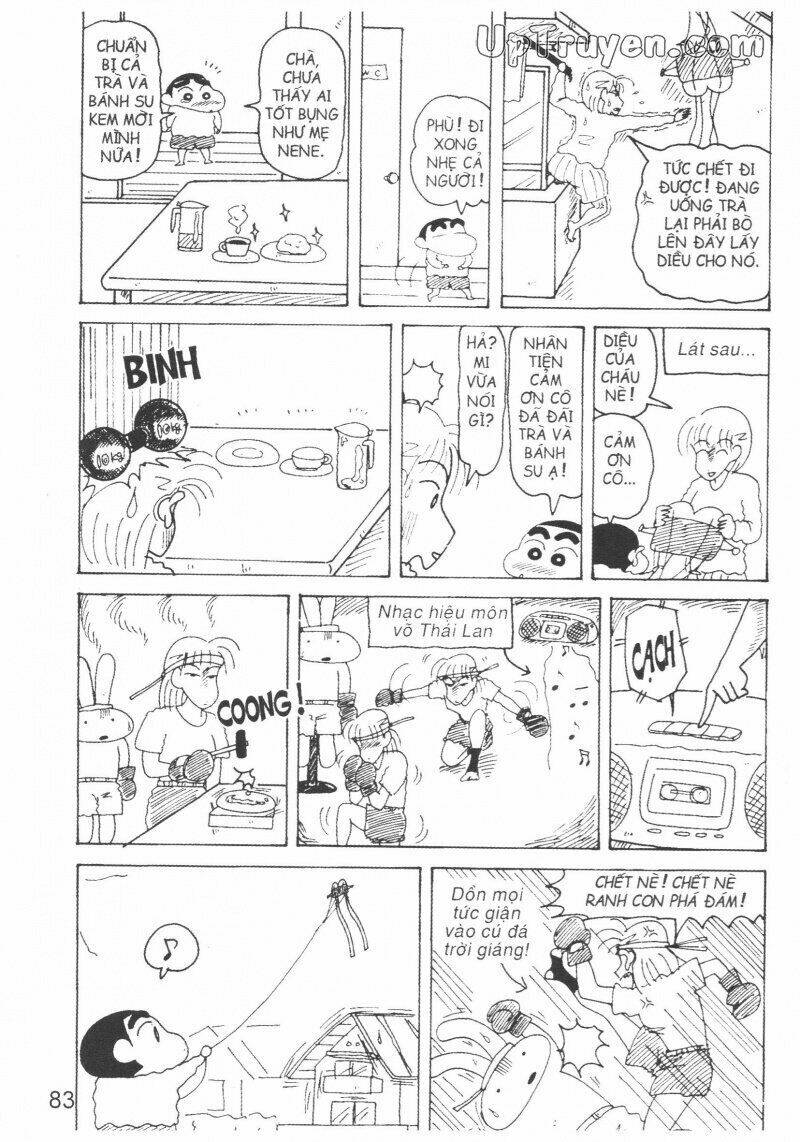 UpTruyen.com
TỨC CHẾT ĐI
ĐƯỢC! ĐANG
UỐNG TRÀ
LẠI PHẢI BÒ
LÊN ĐÂY LẤY
DIỀU CHO NÓ.
PHÙ! ĐI
XONG
NHẸ CẢ
NGƯỜI!
WC
CHÀ,
CHƯA
THẤY AI
TỐT BỤNG
NHƯ MẸ
NENE.
CHUẨN
BỊ CẢ
TRÀ VÀ
BÁNH SU
KEM MỜI
MÌNH
NỮA!
Lát sau...
DIỀU
CỦA
CHÁU
NÈ!
CẢM
ƠN
CÔ...
NHÂN
TIỆN
CẢM
ƠN CÔ
ĐÃ ĐÃI
TRÀ VÀ
BÁNH
SU Ạ!
HẢ?
MI
VỪA
NÓI
GÌ?
BINH
10kg
10kg
CẠCH
Nhạc hiệu môn
võ Thái Lan
COONG!
CHẾT NÈ! CHẾT NÈ
RANH CON PHÁ ĐÁM!
Dồn mọi
tức giận
vào cú đá
trời giáng!
83